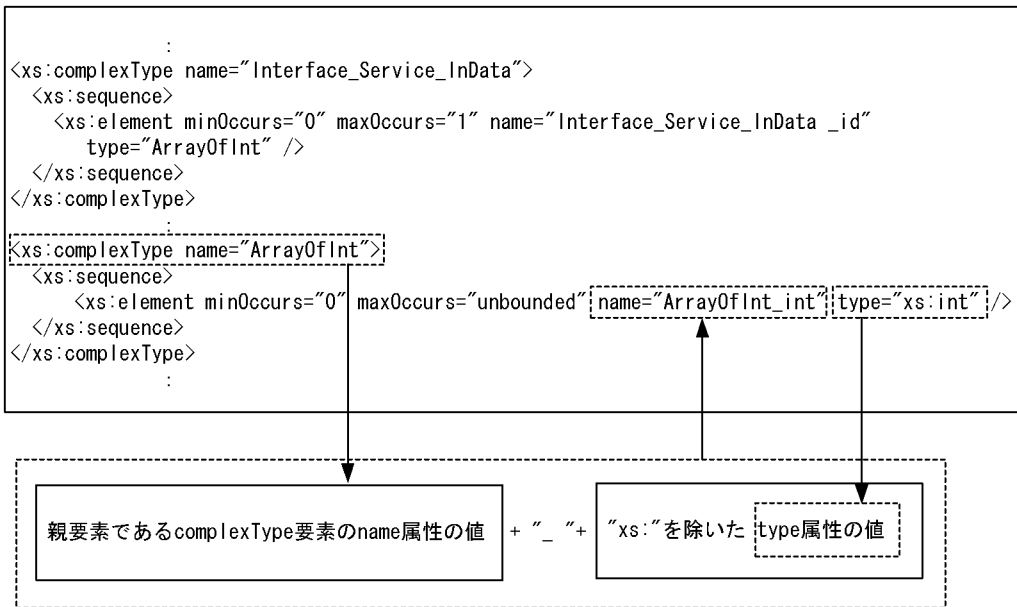 :
<xs:complexType name="Interface_Service_InData">
<xs:sequence>
<xs:element minOccurs="0" maxOccurs="1" name="Interface_Service_InData _id"
type="ArrayOfInt" />
</xs:sequence>
</xs:complexType>
:
<xs:complexType name="ArrayOfInt">
<xs:sequence>
<xs:element minOccurs="0" maxOccurs="unbounded" name="ArrayOfInt_int" type="xs:int" />
</xs:sequence>
</xs:complexType>
:
親要素であるcomplexType要素のname属性の値 + "_ "+ "xs:"を除いた type属性の値